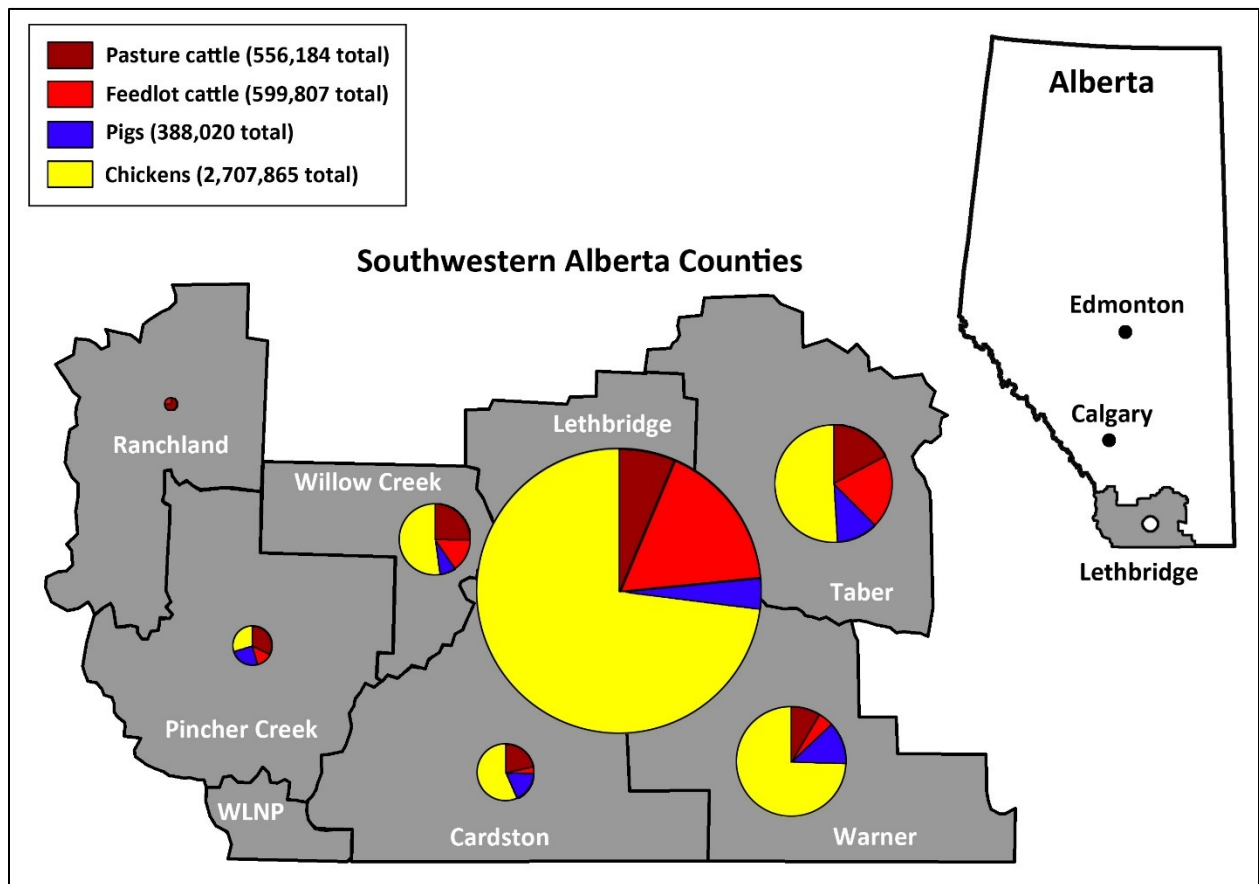 Pasture cattle (556,184 total)
Feedlot cattle (599,807 total)
Pigs (388,020 total)
Chickens (2,707,865 total)
Alberta
Edmonton
Calgary
Lethbridge
Southwestern Alberta Counties
Ranchland
Willow Creek
Lethbridge
Taber
Pincher Creek
WLNP
Cardston
Warner